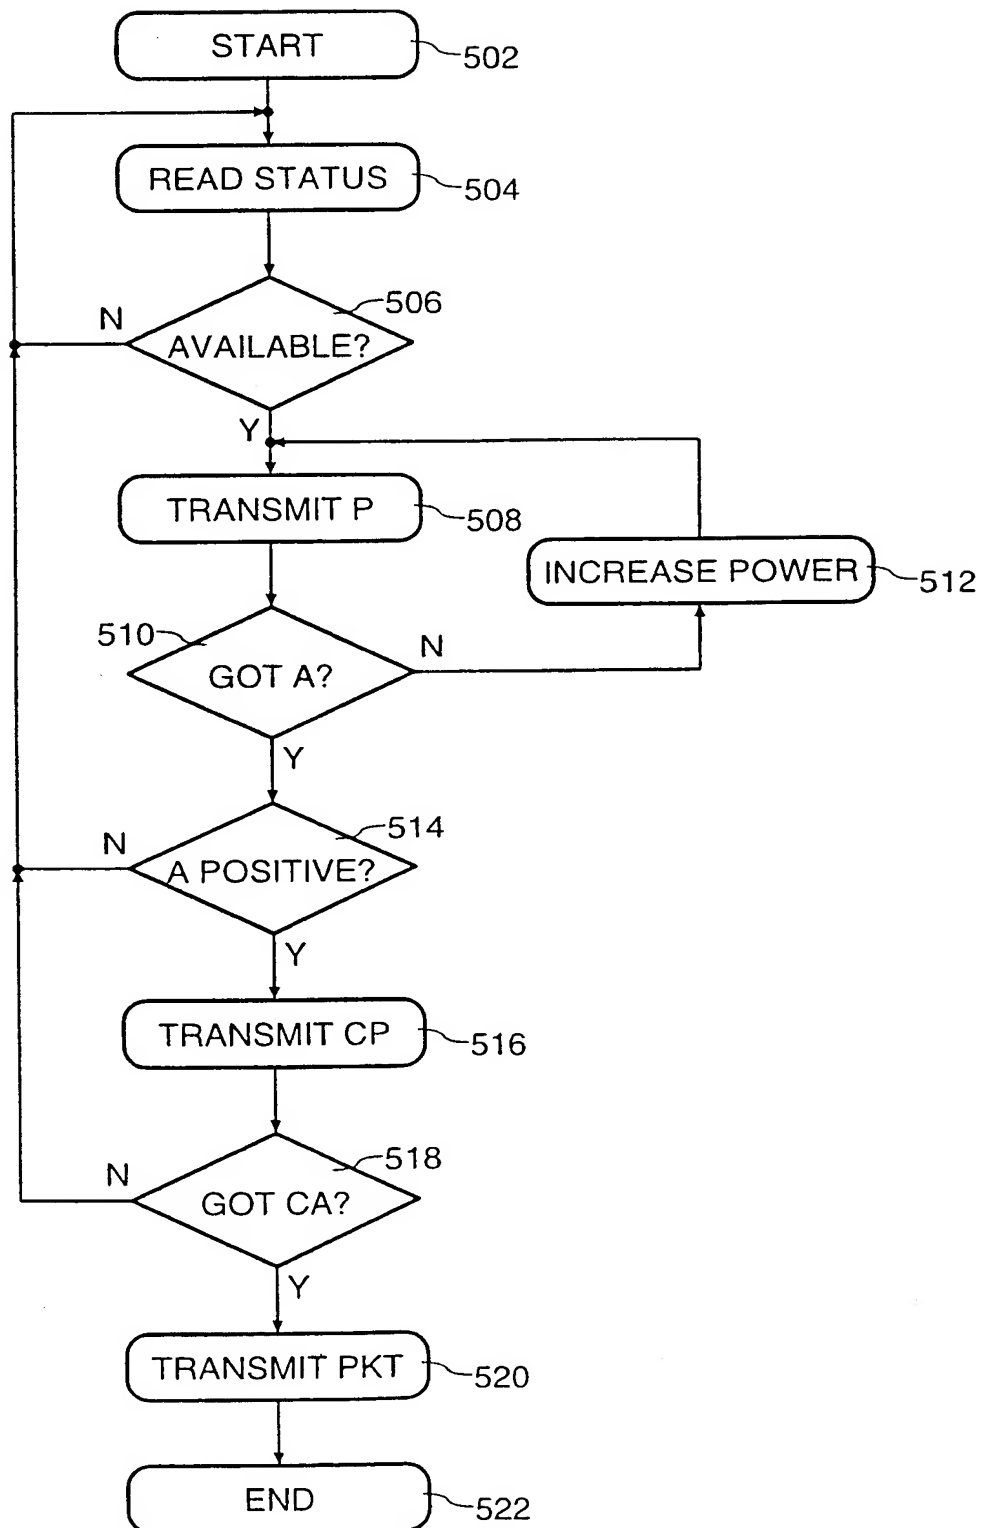 START
502
READ STATUS
504
506
N
AVAILABLE?
Y
TRANSMIT P
508
INCREASE POWER
512
510
N
GOT A?
Y
514
N
A POSITIVE?
Y
TRANSMIT CP
516
518
N
GOT CA?
Y
TRANSMIT PKT
520
END
522